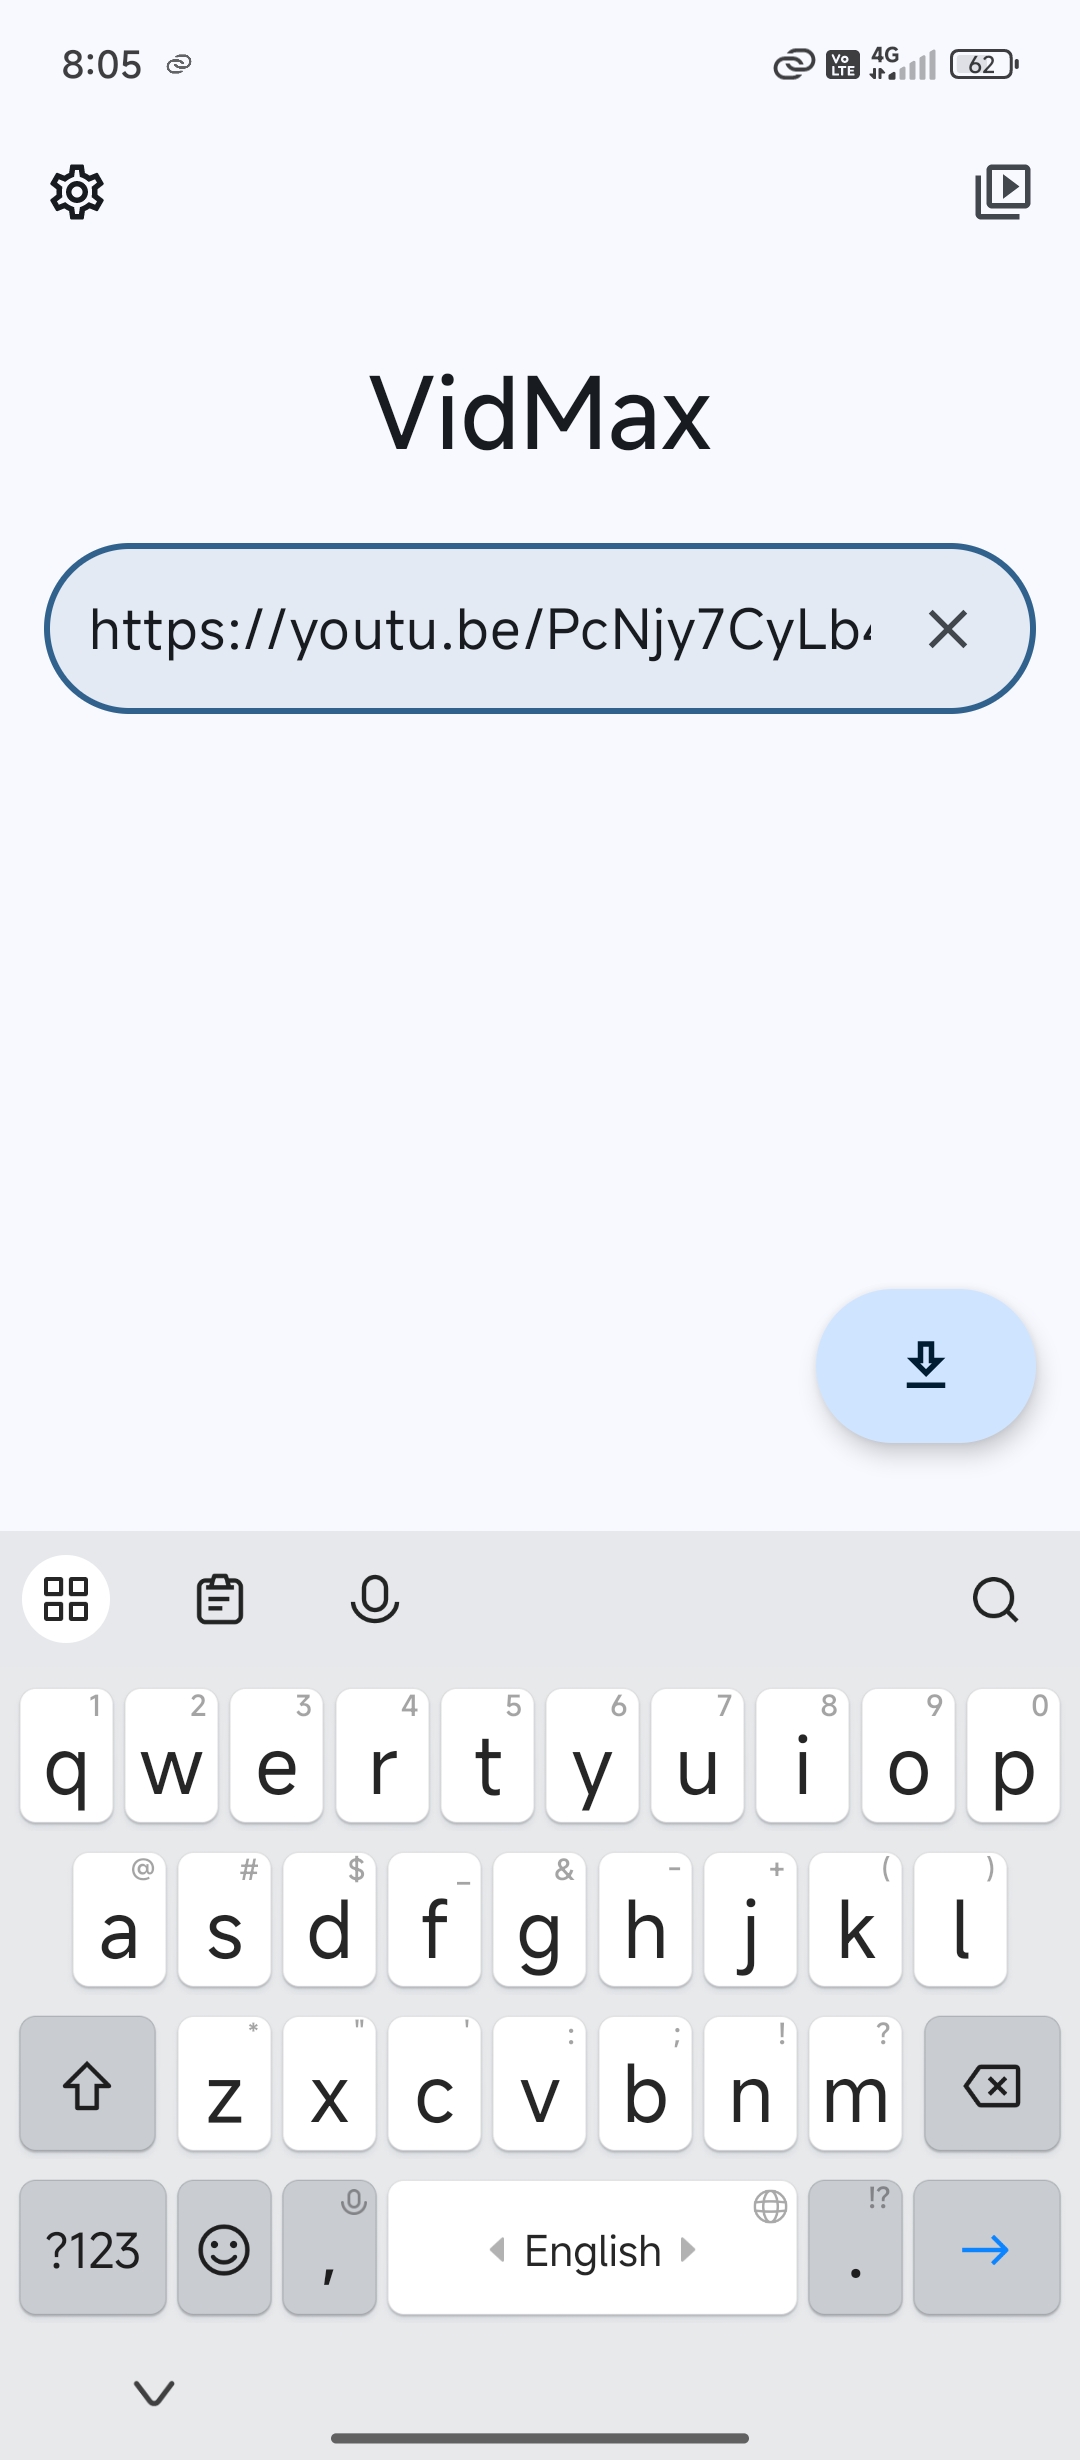 8:05 Vo LTE 4G 62
VidMax
https://youtu.be/PcNjy7CyLb
1 2 3 4 5 6 7 8 9 0
q w e r t y u i o p
@ # $ _ & - + ( )
a s d f g h j k l
* " ' : ; ! ?
z x c v b n m
!?
?123 , English .